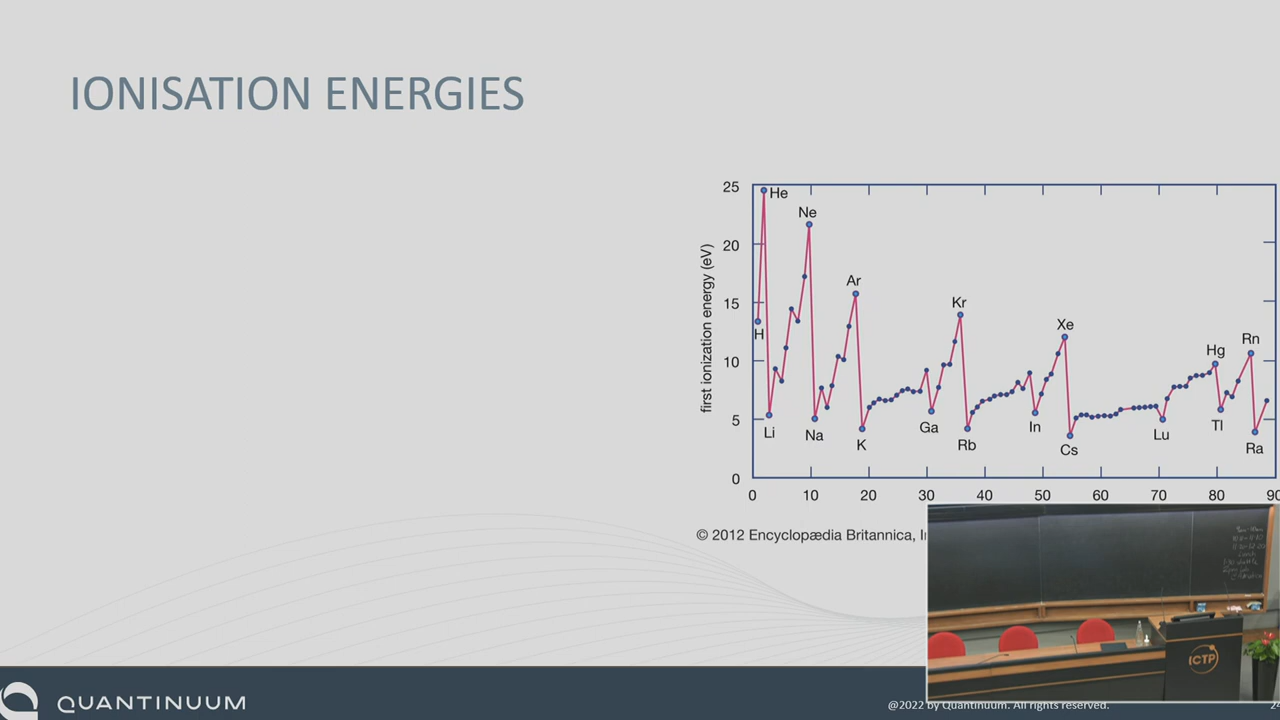 IONISATION ENERGIES
25
20
15
10
5
0
first ionization energy (eV)
He
H
Li
Ne
Na
Ar
K
Ga
Kr
Rb
In
Xe
Cs
Lu
Hg
Tl
Rn
Ra
0 10 20 30 40 50 60 70 80 90
© 2012 Encyclopædia Britannica, I
ICTP
QUANTINUUM
@2022 by Quantinuum. All rights reserved.